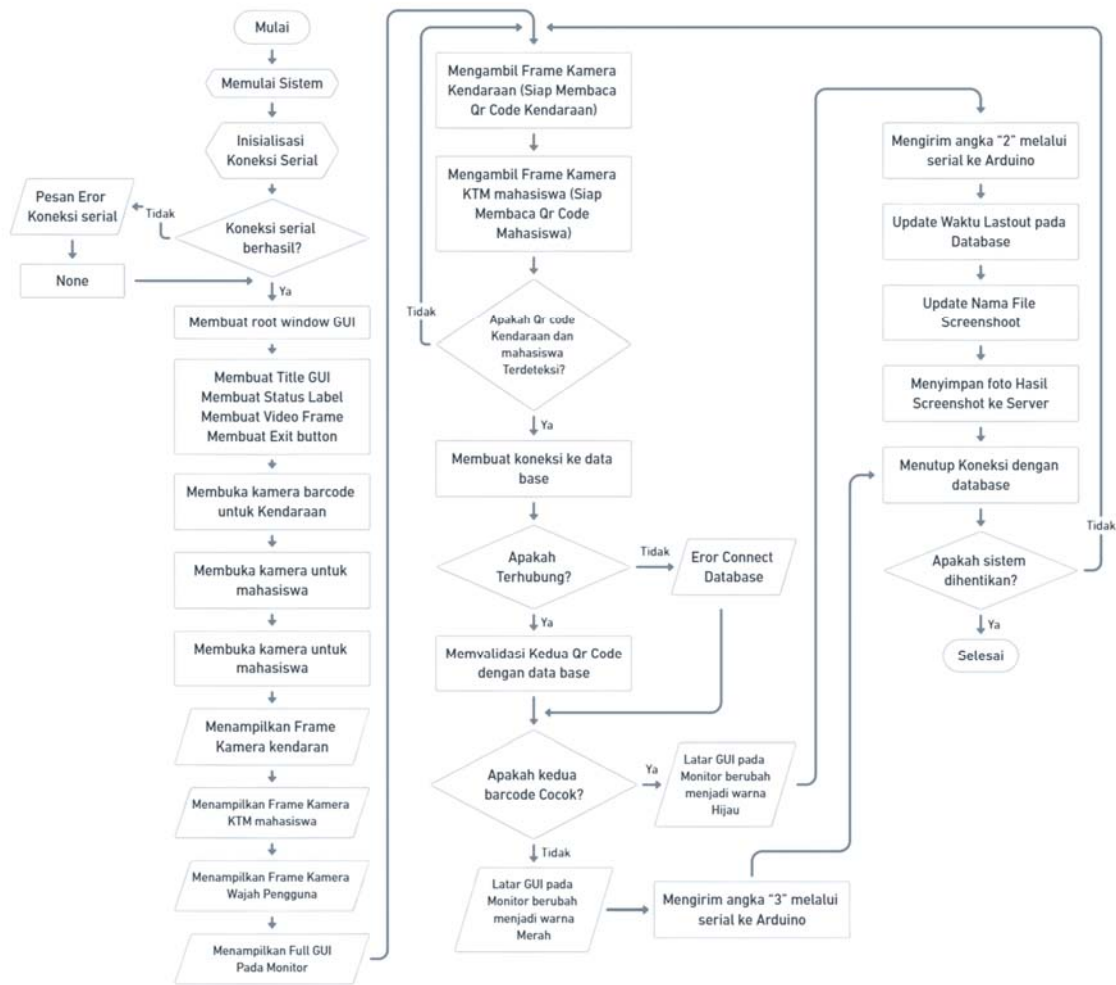 Mulai
Memulai Sistem
Inisialisasi
Koneksi Serial
Pesan Eror
Koneksi serial
Tidak
Koneksi serial
berhasil?
None
Ya
Membuat root window GUI
Membuat Title GUI
Membuat Status Label
Membuat Video Frame
Membuat Exit button
Membuka kamera barcode
untuk Kendaraan
Membuka kamera untuk
mahasiswa
Membuka kamera untuk
mahasiswa
Menampilkan Frame
Kamera kendaran
Menampilkan Frame Kamera
KTM mahasiswa
Menampilkan Frame Kamera
Wajah Pengguna
Menampilkan Full GUI
Pada Monitor
Mengambil Frame Kamera
Kendaraan (Siap Membaca
Qr Code Kendaraan)
Mengambil Frame Kamera
KTM mahasiswa (Siap
Membaca Qr Code
Mahasiswa)
Tidak
Apakah Qr code
Kendaraan dan
mahasiswa
Terdeteksi?
Ya
Membuat koneksi ke data
base
Apakah
Terhubung?
Tidak
Eror Connect
Database
Ya
Memvalidasi Kedua Qr Code
dengan data base
Apakah kedua
barcode Cocok?
Ya
Latar GUI pada
Monitor berubah
menjadi warna
Hijau
Tidak
Latar GUI pada
Monitor berubah
menjadi warna
Merah
Mengirim angka "3" melalui
serial ke Arduino
Mengirim angka "2" melalui
serial ke Arduino
Update Waktu Lastout pada
Database
Update Nama File
Screenshoot
Menyimpan foto Hasil
Screenshot ke Server
Menutup Koneksi dengan
database
Tidak
Apakah sistem
dihentikan?
Ya
Selesai